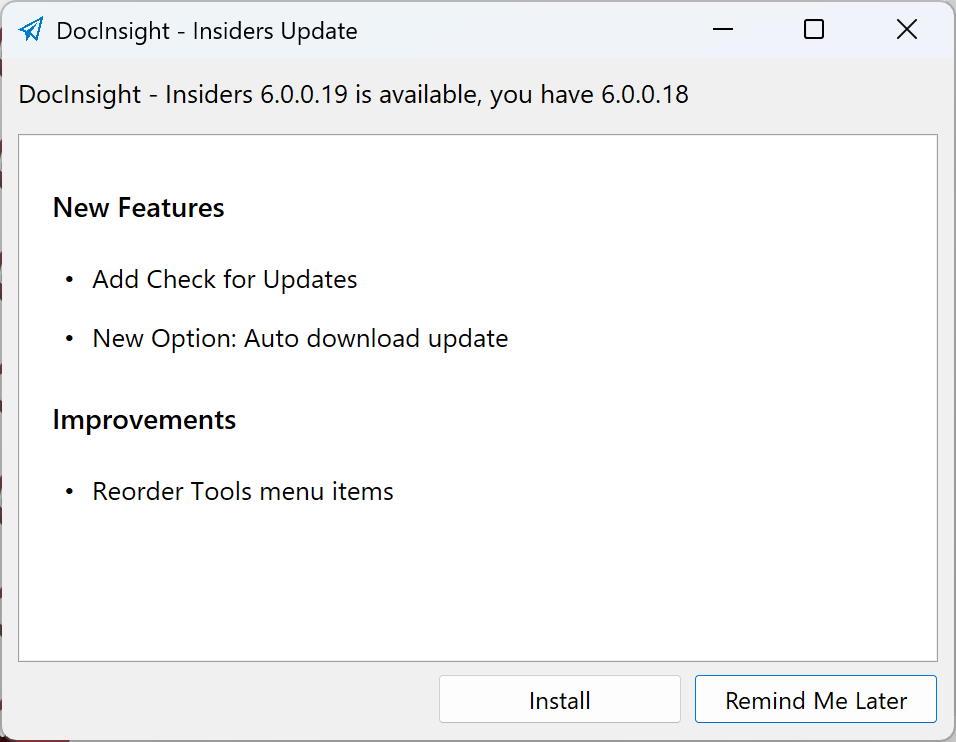 DocInsight - Insiders Update
DocInsight - Insiders 6.0.0.19 is available, you have 6.0.0.18
New Features
• Add Check for Updates
• New Option: Auto download update
Improvements
• Reorder Tools menu items
Install
Remind Me Later